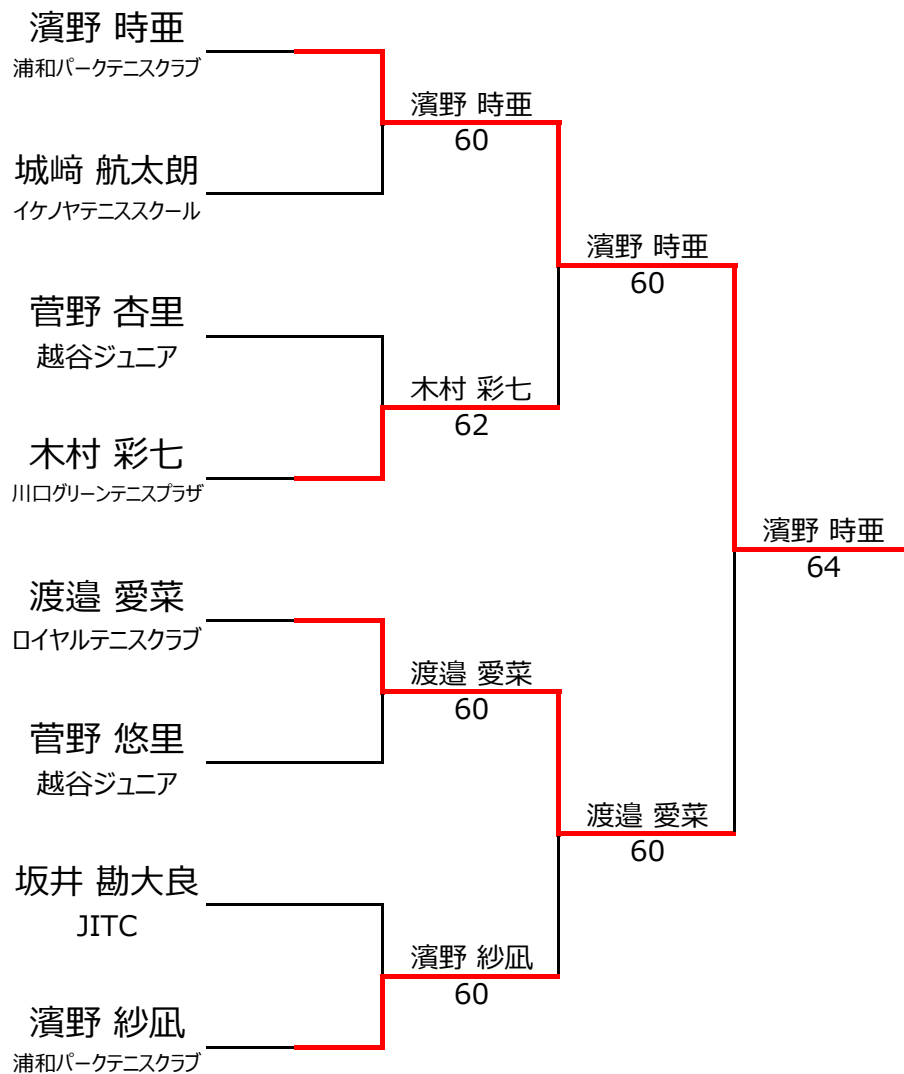 濱野 時亜
浦和パークテニスクラブ
城﨑 航太朗
イケノヤテニススクール
菅野 杏里
越谷ジュニア
木村 彩七
川口グリーンテニスプラザ
渡邉 愛菜
ロイヤルテニスクラブ
菅野 悠里
越谷ジュニア
坂井 勘大良
JITC
濱野 紗凪
浦和パークテニスクラブ
濱野 時亜
60
木村 彩七
62
渡邉 愛菜
60
濱野 紗凪
60
濱野 時亜
60
渡邉 愛菜
60
濱野 時亜
64